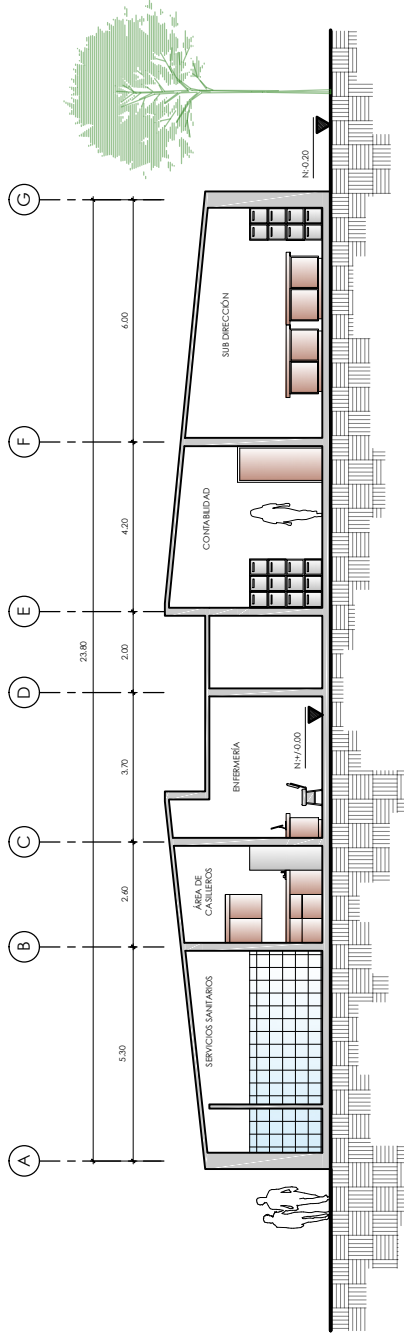 A
B
C
D
E
F
G
23.80
5.30
2.60
3.70
2.00
4.20
6.00
SERVICIOS SANITARIOS
ÁREA DE
CASILLEROS
ENFERMERÍA
N:+/-0.00
CONTABILIDAD
SUB DIRECCIÓN
N:-0.20